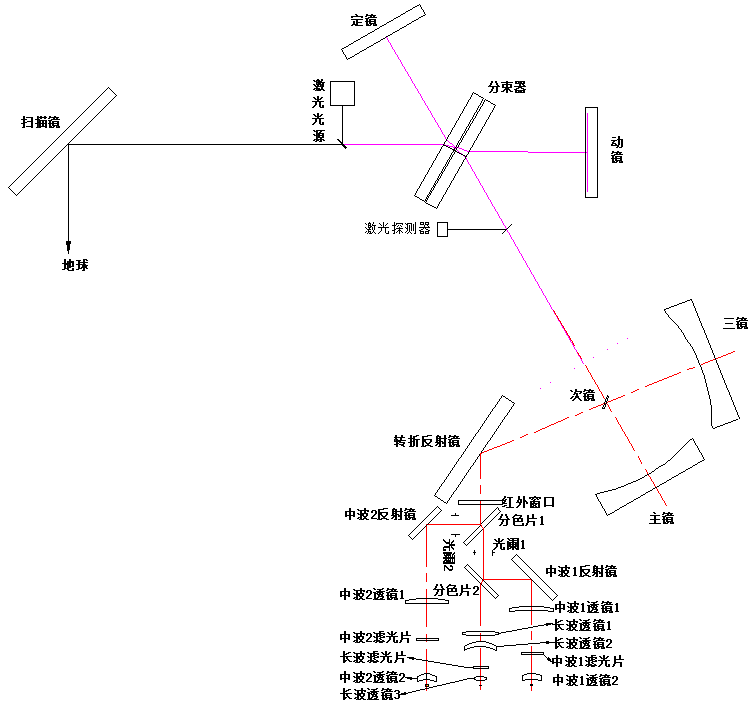 定镜
激光光源
分束器
扫描镜
动镜
激光探测器
地球
三镜
次镜
转折反射镜
红外窗口
中波2反射镜
分色片1
主镜
光阑2
光阑1
中波1反射镜
分色片2
中波2透镜1
中波1透镜1
长波透镜1
中波2滤光片
长波透镜2
长波滤光片
中波1滤光片
中波2透镜2
中波1透镜2
长波透镜3